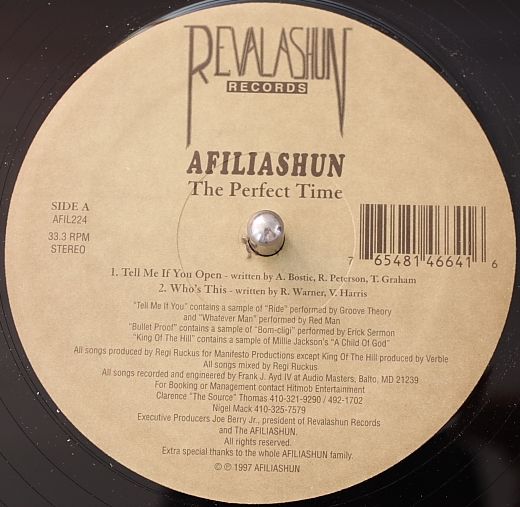 REVALASHUN
RECORDS
AFILIASHUN
The Perfect Time
SIDE A
AFIL224
33.3 RPM
STEREO
7 65481 46641 6
1. Tell Me If You Open - written by A. Bostic, R. Peterson, T. Graham
2. Who's This - written by R. Warner, V. Harris
"Tell Me If You" contains a sample of "Ride" performed by Groove Theory
and "Whatever Man" performed by Red Man
"Bullet Proof" contains a sample of "Bom-cligi" performed by Erick Sermon
"King Of The Hill" contains a sample of Millie Jackson's "A Child Of God"
All songs produced by Regi Ruckus for Manifesto Productions except King Of The Hill produced by Verbie
All songs mixed by Regi Ruckus
All songs recorded and engineered by Frank J. Ayd IV at Audio Masters, Balto, MD 21239
For Booking or Management contact Hitmob Entertainment
Clarence "The Source" Thomas 410-321-9290 / 492-1702
Nigel Mack 410-325-7579
Executive Producers Joe Berry Jr., president of Revalashun Records
and The AFILIASHUN.
All rights reserved.
Extra special thanks to the whole AFILIASHUN family.
© ℗ 1997 AFILIASHUN